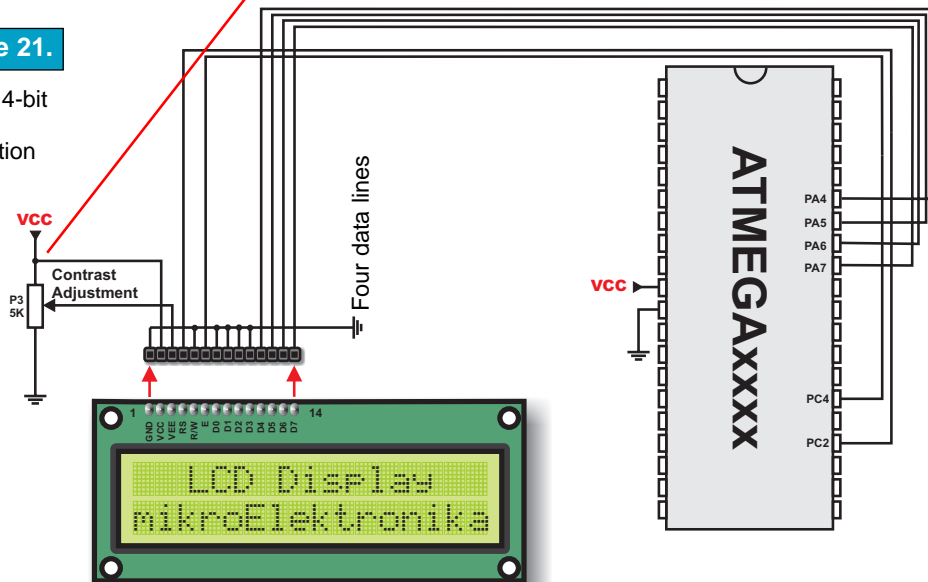 e 21.
4-bit
tion
vcc
Contrast
Adjustment
P3
5K
Four data lines
ATMEGAxxxx
PA4
PA5
PA6
PA7
vcc
PC4
PC2
1
14
GND
VCC
VEE
RS
R/W
E
D0
D1
D2
D3
D4
D5
D6
D7
LCD Display
mikroElektronika